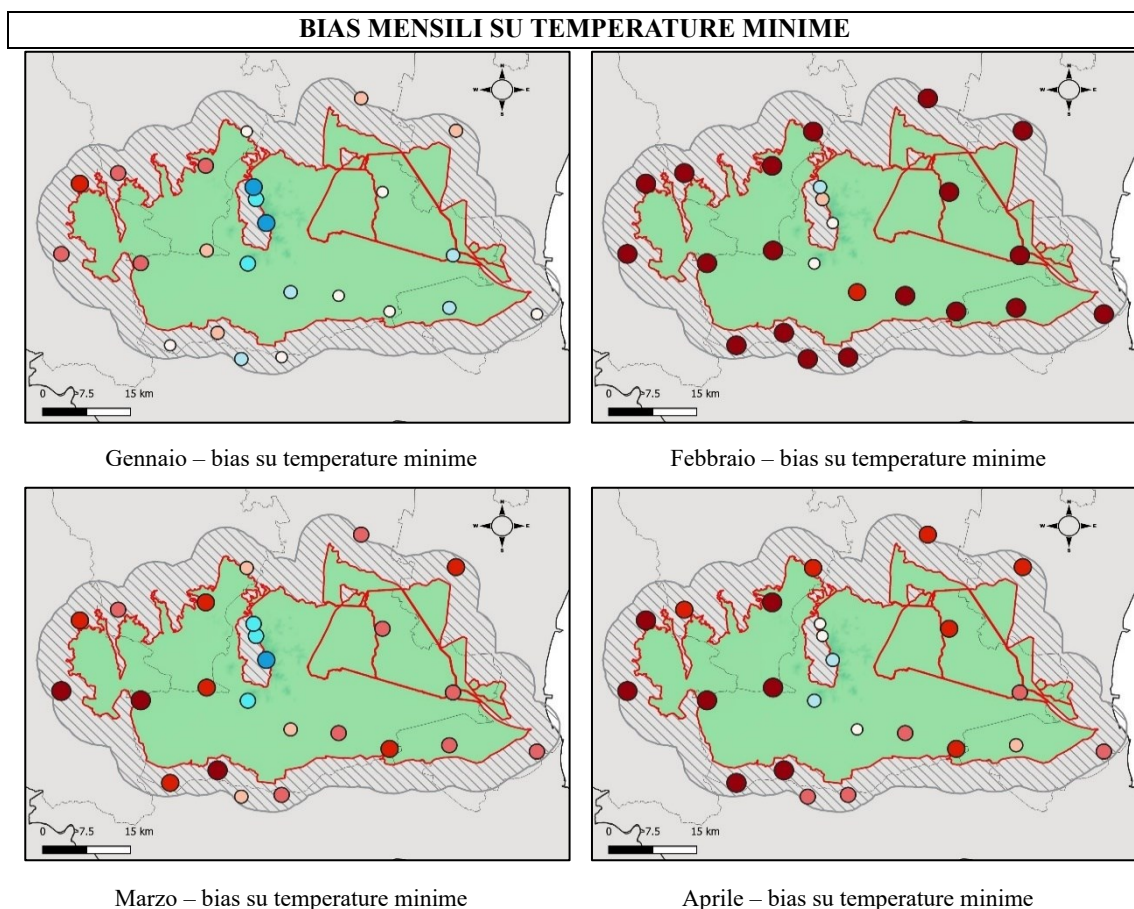 BIAS MENSILI SU TEMPERATURE MINIME
N
W E
S
0 7.5 15 km
N
W E
S
0 7.5 15 km
Gennaio – bias su temperature minime
Febbraio – bias su temperature minime
N
W E
S
0 7.5 15 km
N
W E
S
0 7.5 15 km
Marzo – bias su temperature minime
Aprile – bias su temperature minime